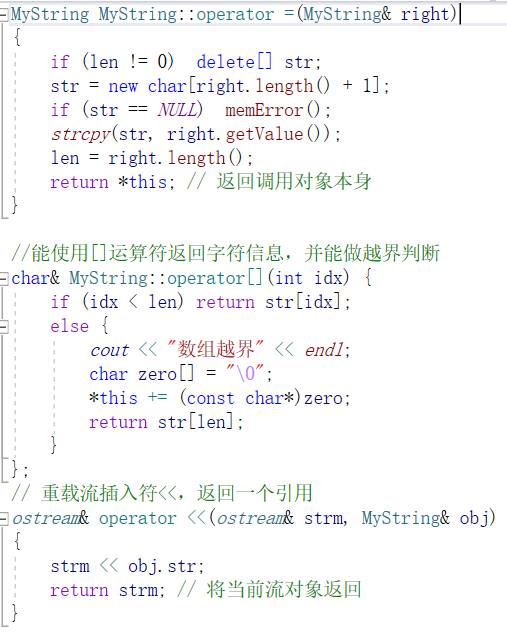 MyString MyString::operator =(MyString& right)
{
    if (len != 0)  delete[] str;
    str = new char[right.length() + 1];
    if (str == NULL)  memError();
    strcpy(str, right.getValue());
    len = right.length();
    return *this; // 返回调用对象本身
}

//能使用[]运算符返回字符信息，并能做越界判断
char& MyString::operator[](int idx) {
    if (idx < len) return str[idx];
    else {
        cout << "数组越界" << endl;
        char zero[] = "\0";
        *this += (const char*)zero;
        return str[len];
    }
};
// 重载流插入符<<，返回一个引用
ostream& operator <<(ostream& strm, MyString& obj)
{
    strm << obj.str;
    return strm; // 将当前流对象返回
}